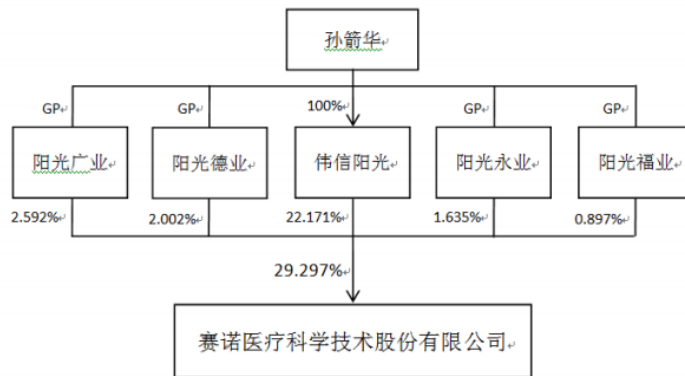 孙箭华
GP
GP
100%
GP
GP
阳光广业
阳光德业
伟信阳光
阳光永业
阳光福业
2.592%
2.002%
22.171%
1.635%
0.897%
29.297%
赛诺医疗科学技术股份有限公司